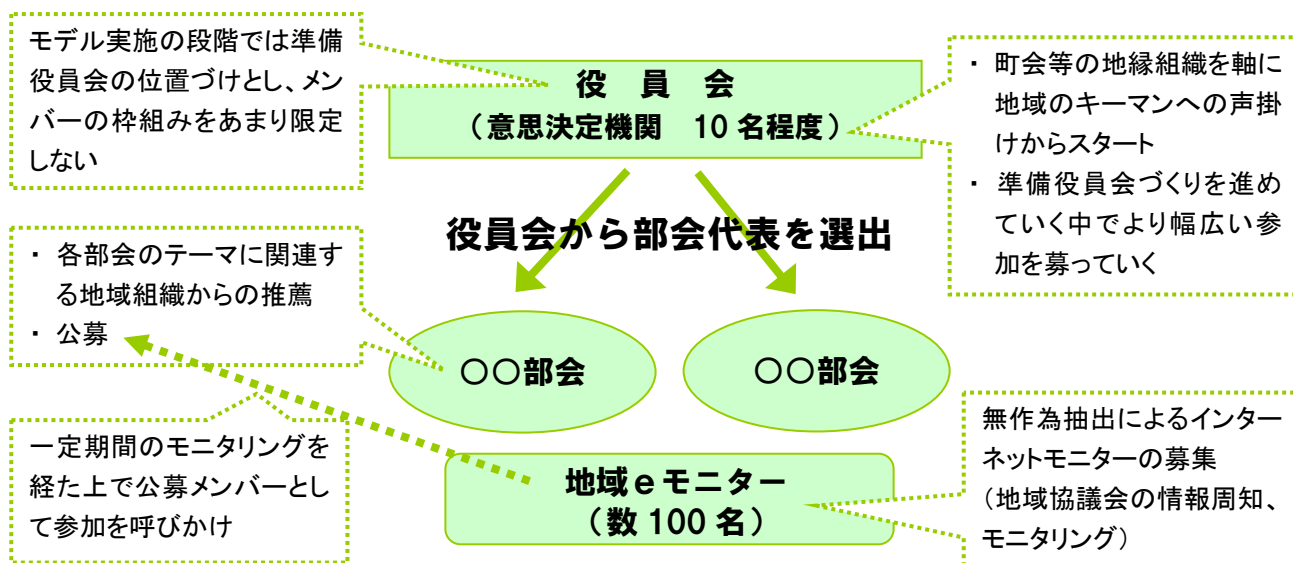 モデル実施の段階では準備
役員会の位置づけとし、メン
バーの枠組みをあまり限定
しない
役　員　会
（意思決定機関　10 名程度）
・ 町会等の地縁組織を軸に
地域のキーマンへの声掛
けからスタート
・ 準備役員会づくりを進め
ていく中でより幅広い参
加を募っていく
役員会から部会代表を選出
・ 各部会のテーマに関連す
る地域組織からの推薦
・ 公募
○○部会
○○部会
一定期間のモニタリングを
経た上で公募メンバーとし
て参加を呼びかけ
地域ｅモニター
（数 100 名）
無作為抽出によるインター
ネットモニターの募集
（地域協議会の情報周知、
モニタリング）